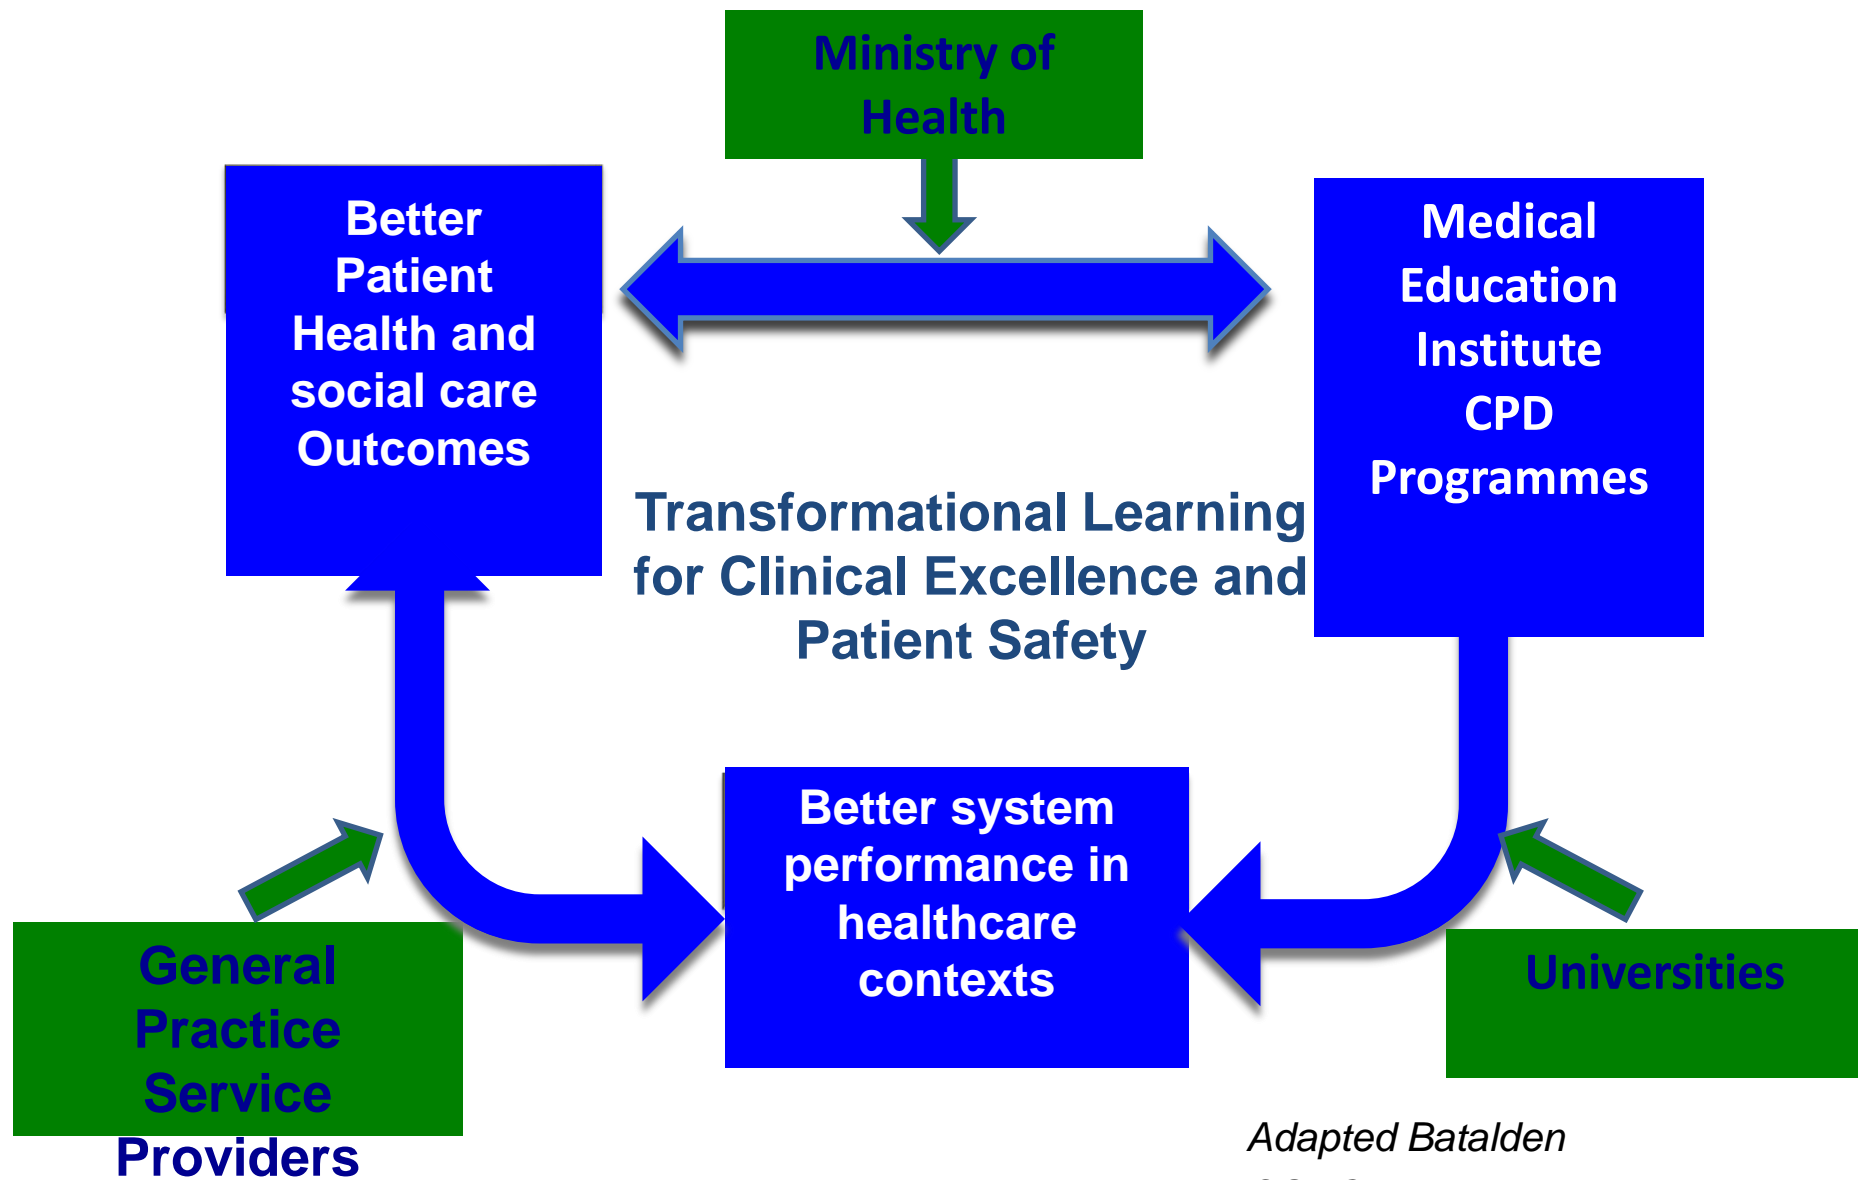 Ministry of
Health
Better
Patient
Health and
social care
Outcomes
Medical
Education
Institute
CPD
Programmes
Transformational Learning
for Clinical Excellence and
Patient Safety
Better system
performance in
healthcare
contexts
General
Practice
Service
Providers
Universities
Adapted Batalden